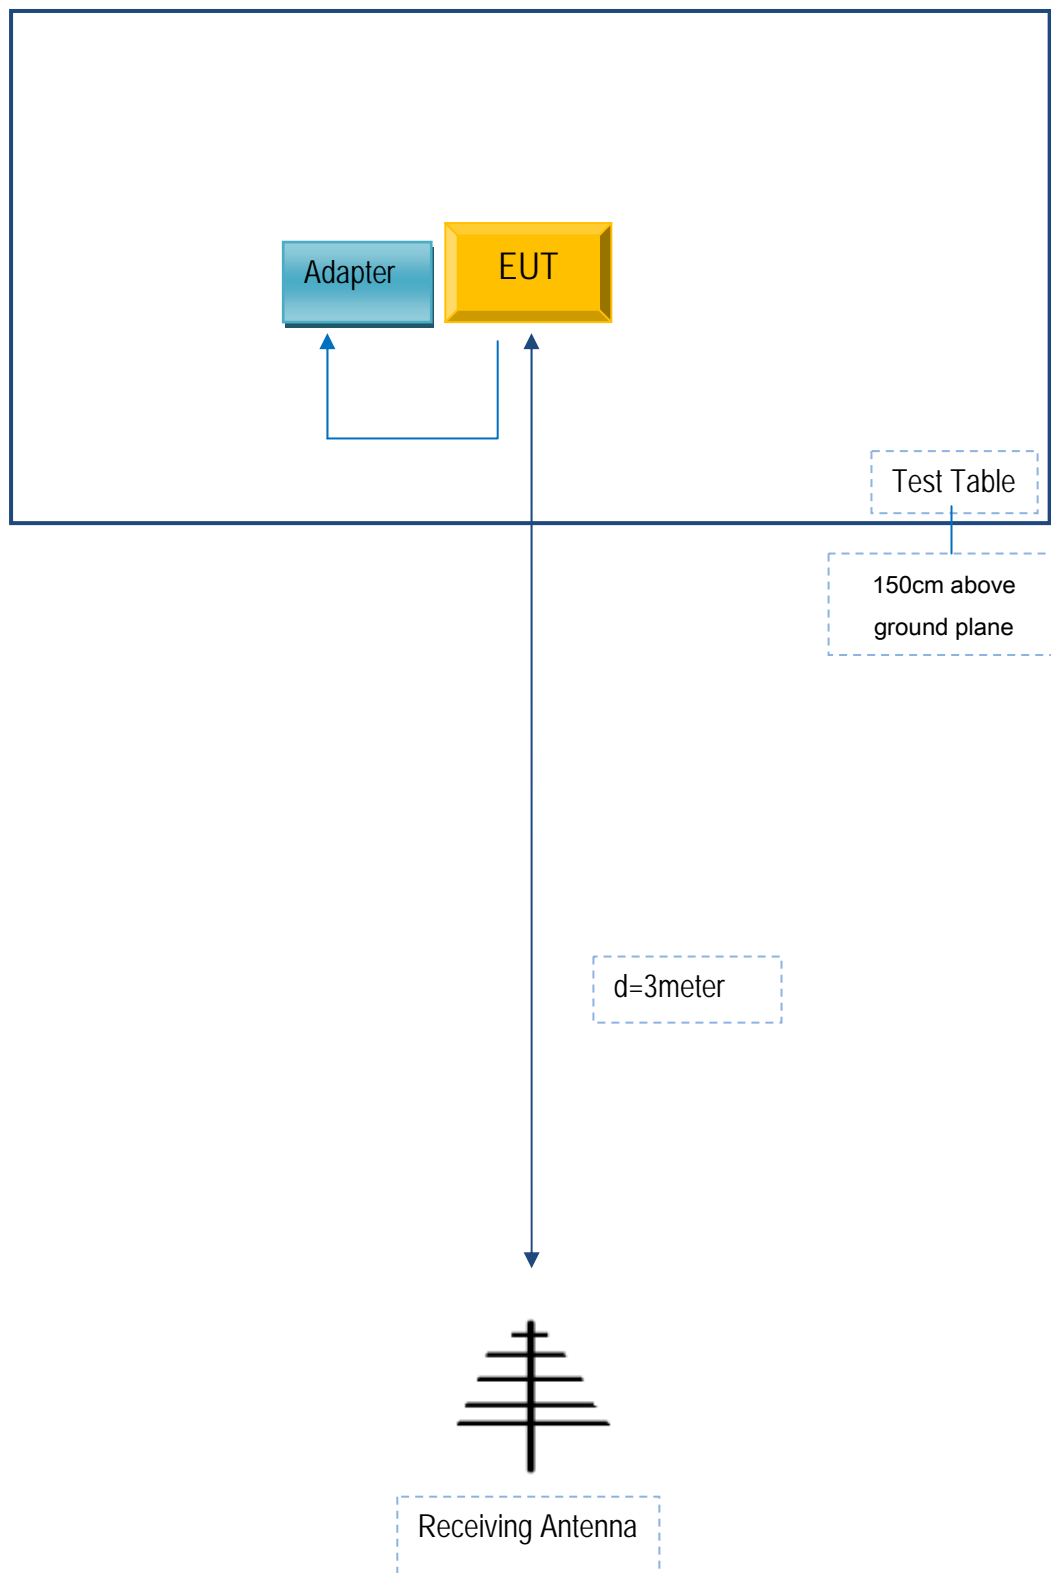 Adapter
EUT
Test Table
150cm above
ground plane
d=3meter
Receiving Antenna